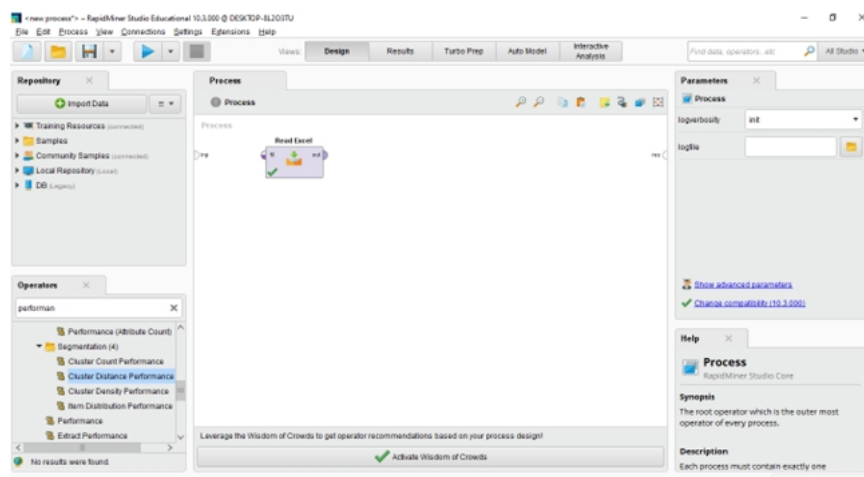 <new process*> – RapidMiner Studio Educational 10.3.000 @ DESKTOP-8L2O3TU
File Edit Process View Connections Settings Extensions Help
Views: Design Results Turbo Prep Auto Model Interactive Analysis
Find data, operators...etc
All Studio
Repository
Import Data
Training Resources (connected)
Samples
Community Samples (connected)
Local Repository (Local)
DB (Legacy)
Operators
performan
Performance (Attribute Count)
Segmentation (4)
Cluster Count Performance
Cluster Distance Performance
Cluster Density Performance
Item Distribution Performance
Performance
Extract Performance
No results were found.
Process
Process
Process
inp
Read Excel
fil
out
res
Leverage the Wisdom of Crowds to get operator recommendations based on your process design!
Activate Wisdom of Crowds
Parameters
Process
logverbosity
init
logfile
Show advanced parameters
Change compatibility (10.3.000)
Help
Process
RapidMiner Studio Core
Synopsis
The root operator which is the outer most
operator of every process.
Description
Each process must contain exactly one